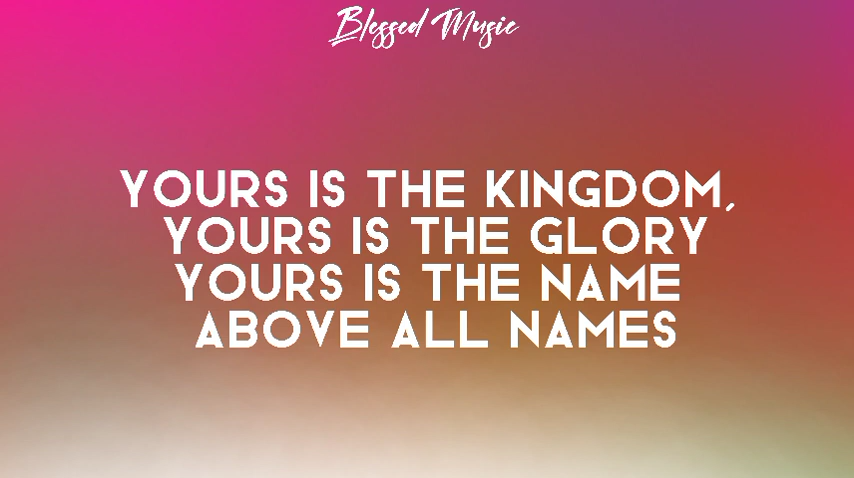 Blessed Music
YOURS IS THE KINGDOM,
YOURS IS THE GLORY
YOURS IS THE NAME
ABOVE ALL NAMES